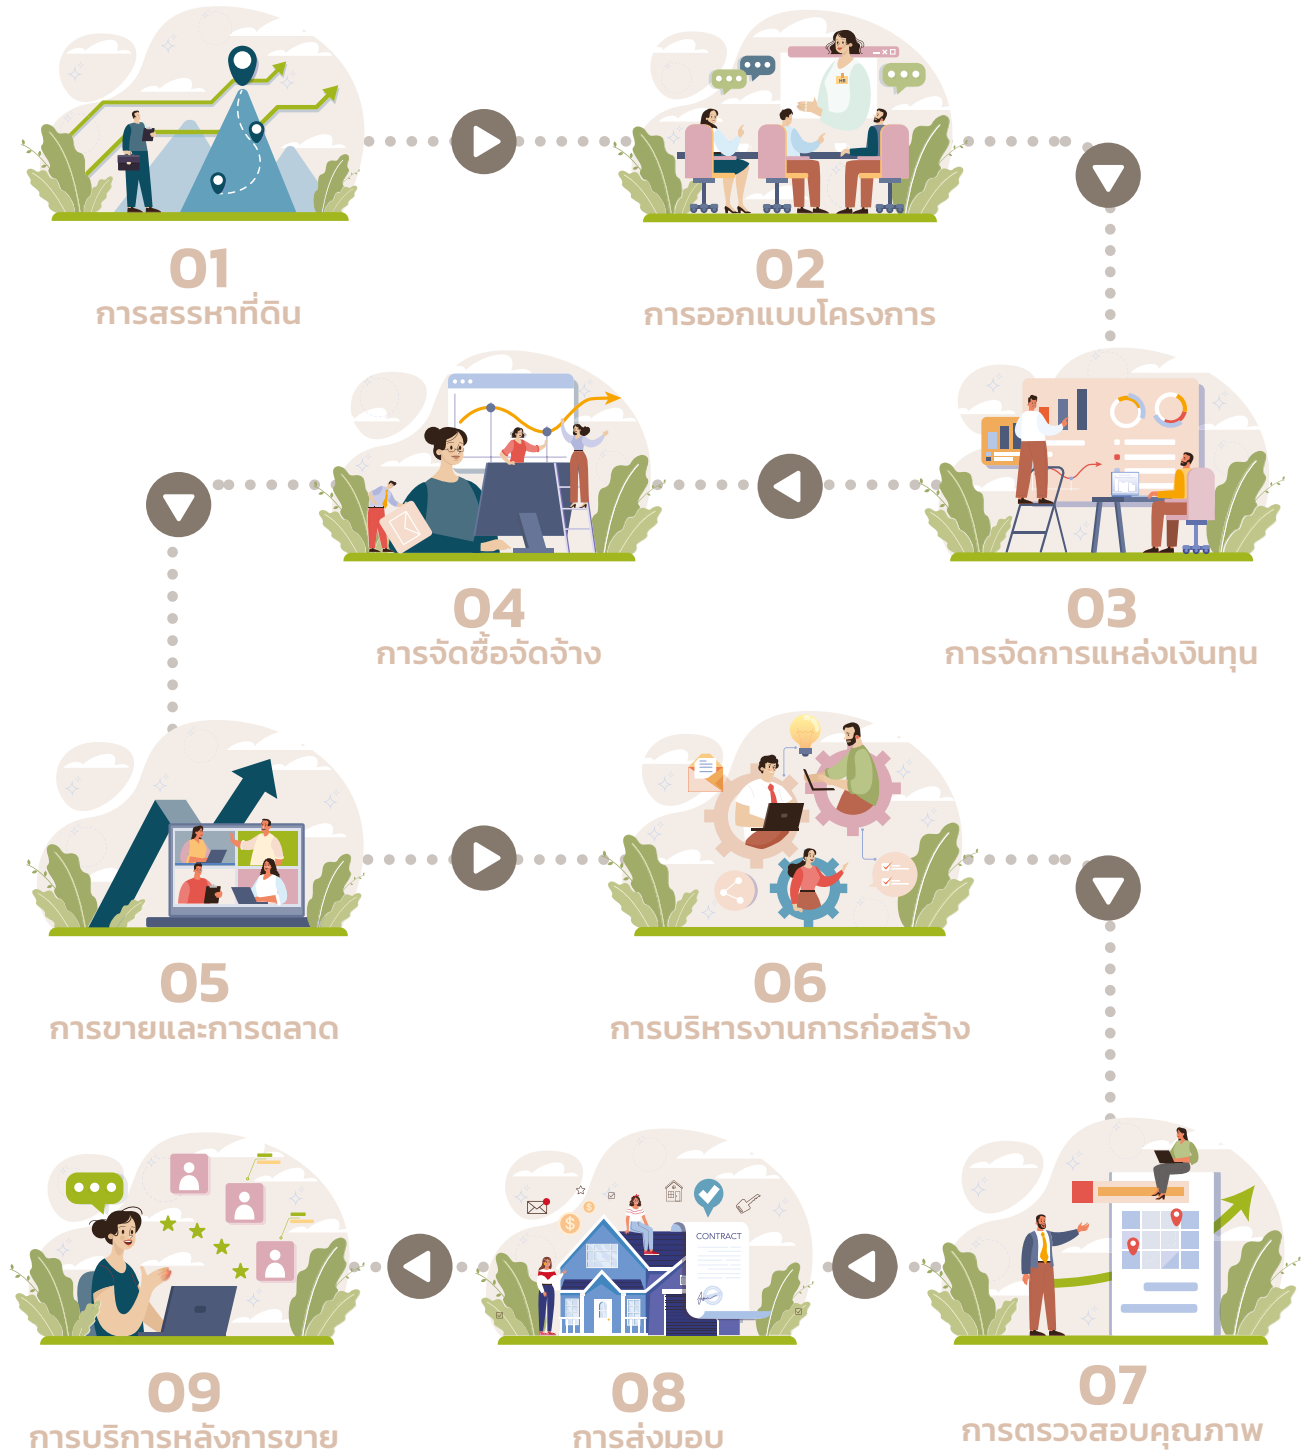 HR
01
การสรรหาที่ดิน
02
การออกแบบโครงการ
03
การจัดการแหล่งเงินทุน
04
การจัดซื้อจัดจ้าง
05
การขายและการตลาด
06
การบริหารงานการก่อสร้าง
07
การตรวจสอบคุณภาพ
CONTRACT
08
การส่งมอบ
09
การบริการหลังการขาย